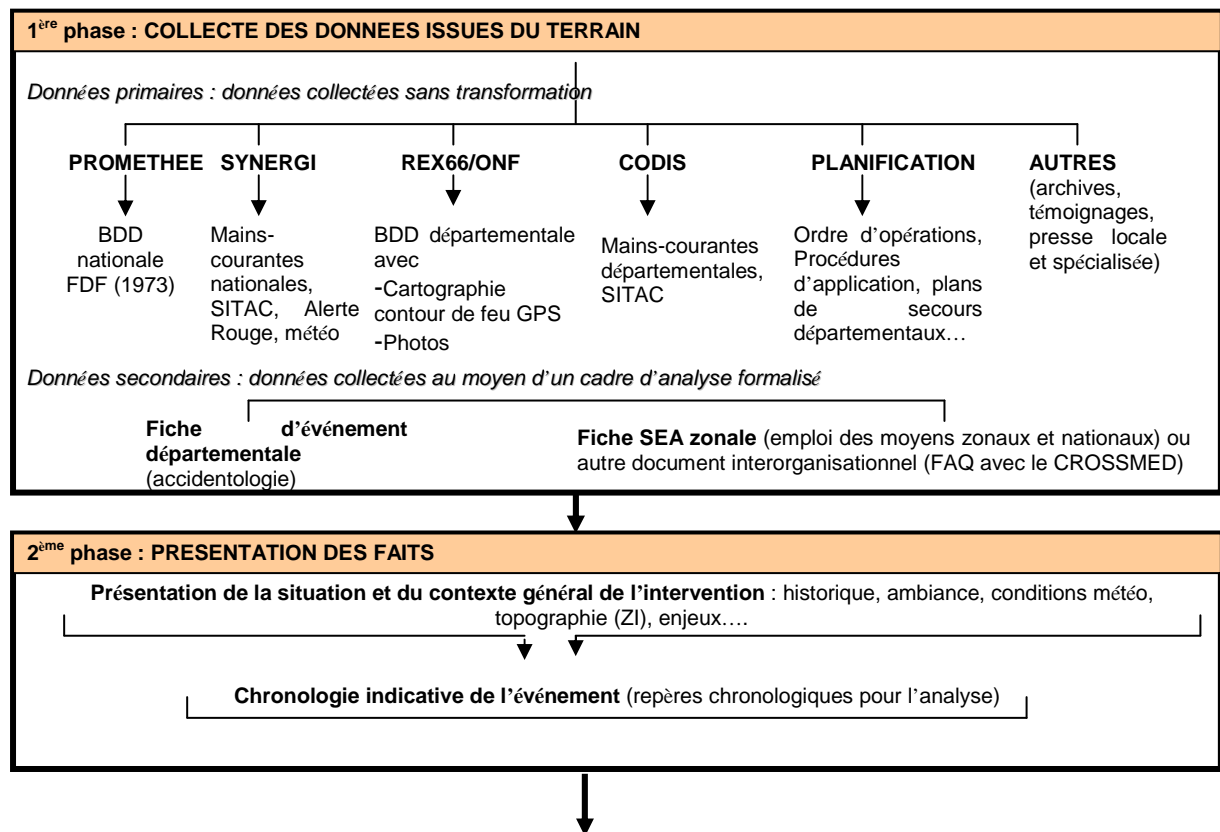 1ère phase : COLLECTE DES DONNEES ISSUES DU TERRAIN
Données primaires : données collectées sans transformation
PROMETHEE
BDD
nationale
FDF (1973)
SYNERGI
Mains-
courantes
nationales,
SITAC, Alerte
Rouge, météo
REX66/ONF
BDD départementale
avec
-Cartographie
contour de feu GPS
-Photos
CODIS
Mains-courantes
départementales,
SITAC
PLANIFICATION
Ordre d’opérations,
Procédures
d’application, plans
de secours
départementaux…
AUTRES
(archives,
témoignages,
presse locale
et spécialisée)
Données secondaires : données collectées au moyen d’un cadre d’analyse formalisé
Fiche d’événement
départementale
(accidentologie)
Fiche SEA zonale (emploi des moyens zonaux et nationaux) ou
autre document interorganisationnel (FAQ avec le CROSSMED)
2ème phase : PRESENTATION DES FAITS
Présentation de la situation et du contexte général de l’intervention : historique, ambiance, conditions météo,
topographie (ZI), enjeux….
Chronologie indicative de l’événement (repères chronologiques pour l’analyse)